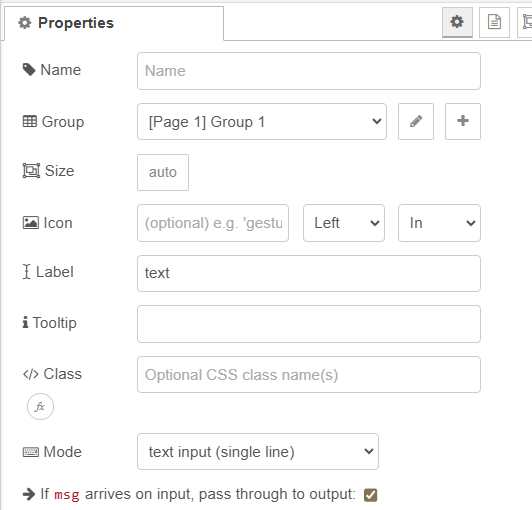 Properties
Name Name
Group [Page 1] Group 1
Size auto
Icon (optional) e.g. 'gestu Left In
Label text
Tooltip
</> Class Optional CSS class name(s)
fx
Mode text input (single line)
If msg arrives on input, pass through to output: